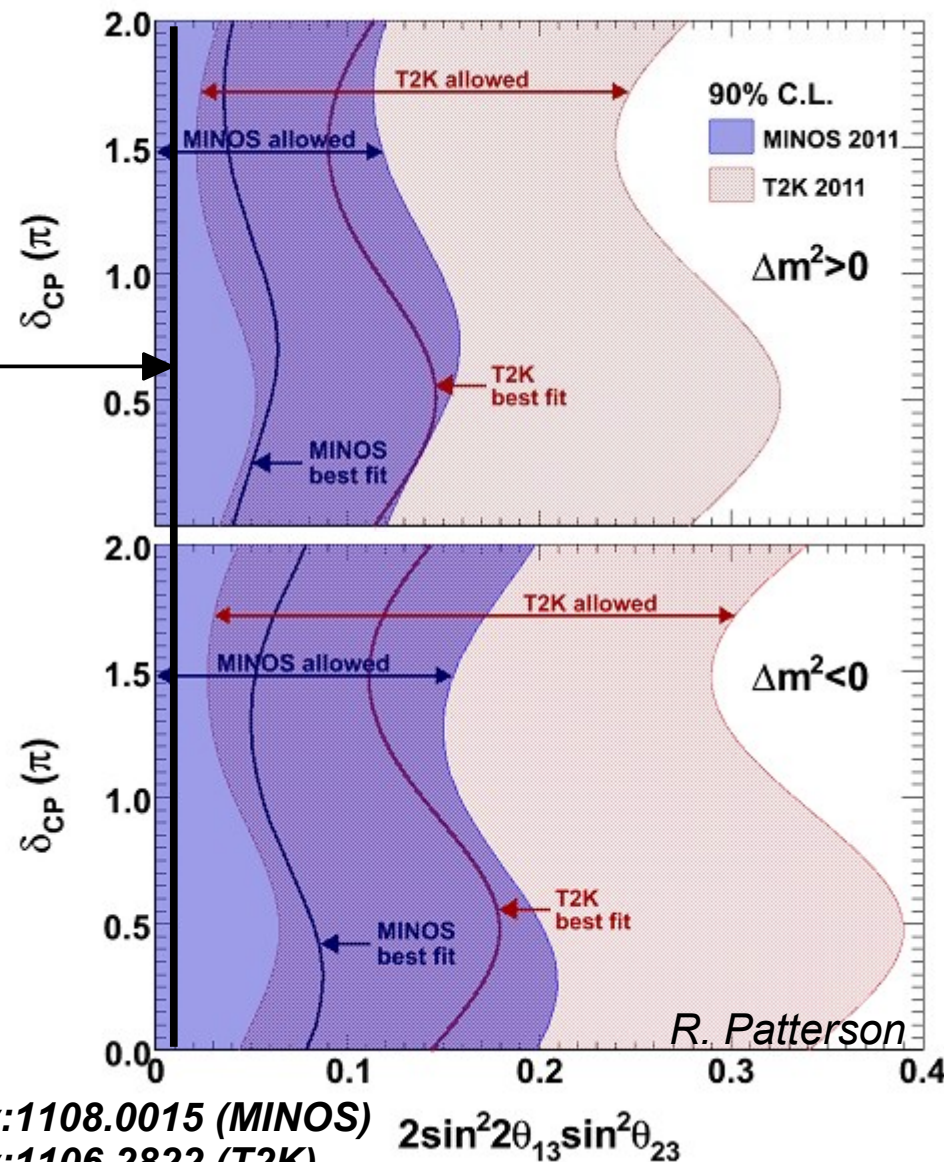 2.0
T2K allowed
90% C.L.
MINOS 2011
MINOS allowed
1.5
T2K 2011
δCP (π)
1.0
Δm²>0
T2K
best fit
0.5
MINOS
best fit
2.0
T2K allowed
MINOS allowed
1.5
Δm²<0
δCP (π)
1.0
T2K
best fit
0.5
MINOS
best fit
R. Patterson
0.0
0 0.1 0.2 0.3 0.4
:1108.0015 (MINOS)
2sin²2θ₁₃sin²θ₂₃
:1106.2822 (T2K)